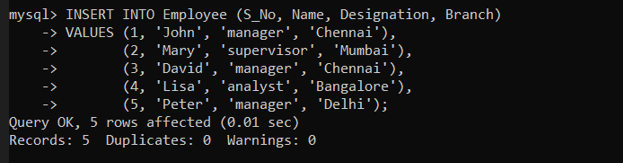 mysql> INSERT INTO Employee (S_No, Name, Designation, Branch)
    -> VALUES (1, 'John', 'manager', 'Chennai'),
    ->        (2, 'Mary', 'supervisor', 'Mumbai'),
    ->        (3, 'David', 'manager', 'Chennai'),
    ->        (4, 'Lisa', 'analyst', 'Bangalore'),
    ->        (5, 'Peter', 'manager', 'Delhi');
Query OK, 5 rows affected (0.01 sec)
Records: 5  Duplicates: 0  Warnings: 0